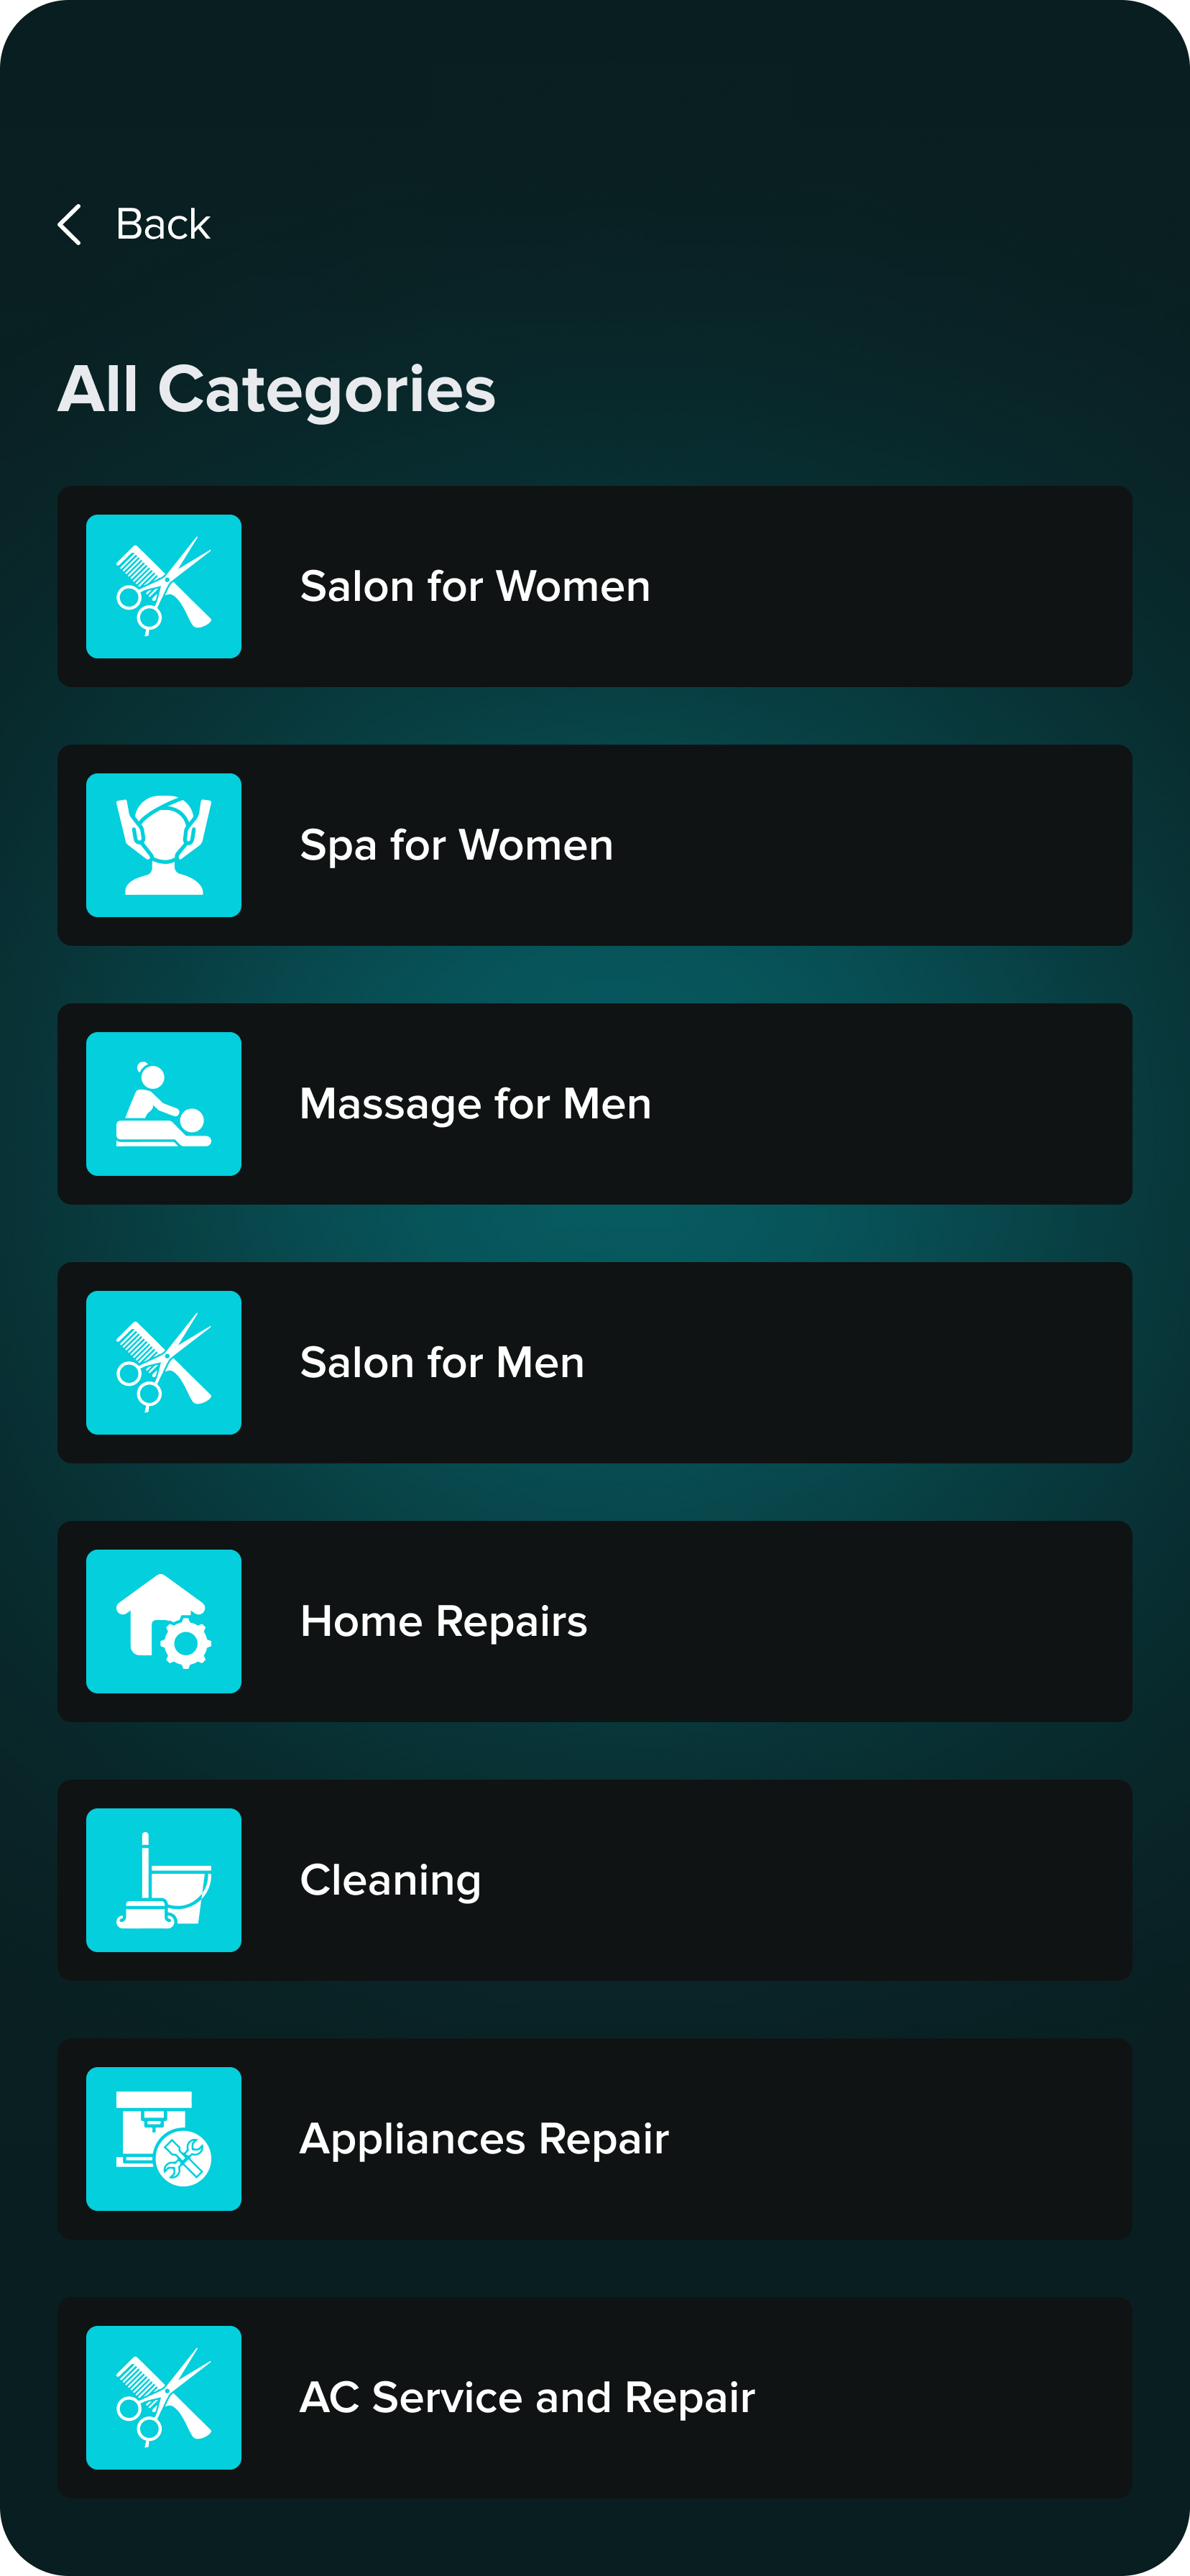 Back
All Categories
Salon for Women
Spa for Women
Massage for Men
Salon for Men
Home Repairs
Cleaning
Appliances Repair
AC Service and Repair